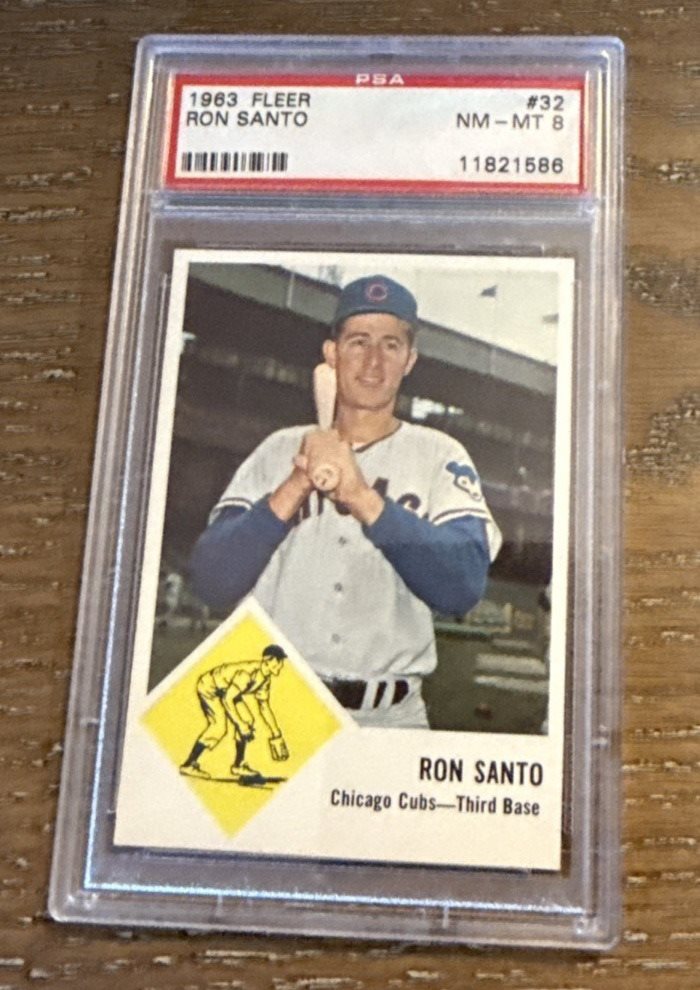 PSA
1963 FLEER #32
RON SANTO NM-MT 8
11821586
C
RON SANTO
Chicago Cubs—Third Base